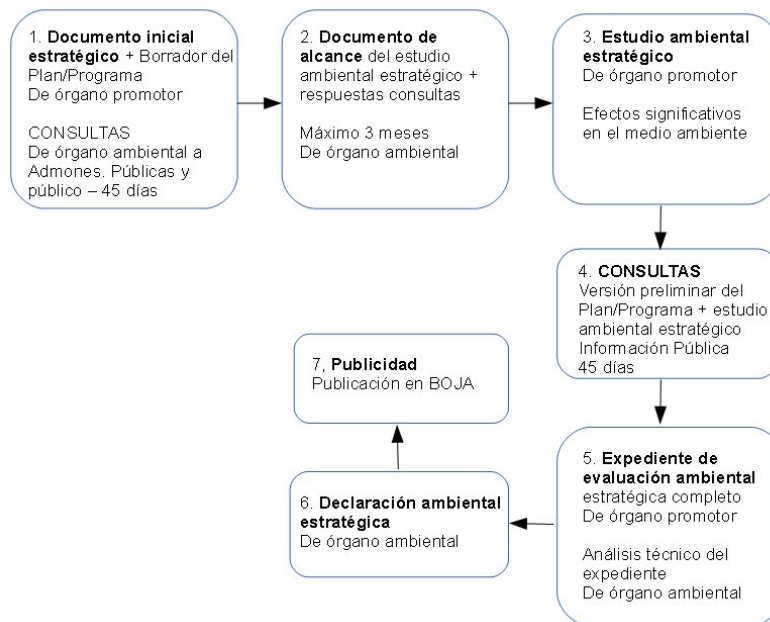 1. Documento inicial
estratégico + Borrador del
Plan/Programa
De órgano promotor
CONSULTAS
De órgano ambiental a
Admones. Públicas y
público – 45 días
2. Documento de
alcance del estudio
ambiental estratégico +
respuestas consultas
Máximo 3 meses
De órgano ambiental
3. Estudio ambiental
estratégico
De órgano promotor
Efectos significativos
en el medio ambiente
4. CONSULTAS
Versión preliminar del
Plan/Programa + estudio
ambiental estratégico
Información Pública
45 días
5. Expediente de
evaluación ambiental
estratégica completo
De órgano promotor
Análisis técnico del
expediente
De órgano ambiental
6. Declaración ambiental
estratégica
De órgano ambiental
7, Publicidad
Publicación en BOJA